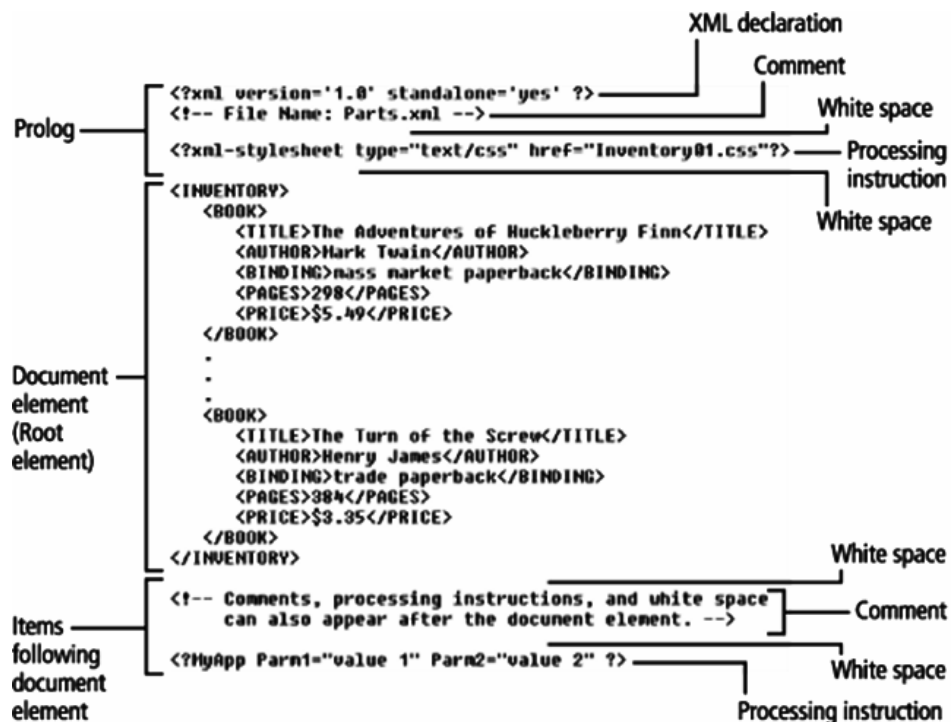 XML declaration
Comment
<?xml version='1.0' standalone='yes' ?>
<!-- File Name: Parts.xml -->
White space
Prolog
<?xml-stylesheet type="text/css" href="Inventory01.css"?>
Processing
instruction
White space
<INVENTORY>
<BOOK>
<TITLE>The Adventures of Huckleberry Finn</TITLE>
<AUTHOR>Mark Twain</AUTHOR>
<BINDING>mass market paperback</BINDING>
<PAGES>298</PAGES>
<PRICE>$5.49</PRICE>
</BOOK>
.
.
.
Document
element
(Root
element)
<BOOK>
<TITLE>The Turn of the Screw</TITLE>
<AUTHOR>Henry James</AUTHOR>
<BINDING>trade paperback</BINDING>
<PAGES>384</PAGES>
<PRICE>$3.35</PRICE>
</BOOK>
</INVENTORY>
White space
<!-- Comments, processing instructions, and white space
can also appear after the document element. -->
Comment
Items
following
document
element
<?MyApp Parm1="value 1" Parm2="value 2" ?>
White space
Processing instruction